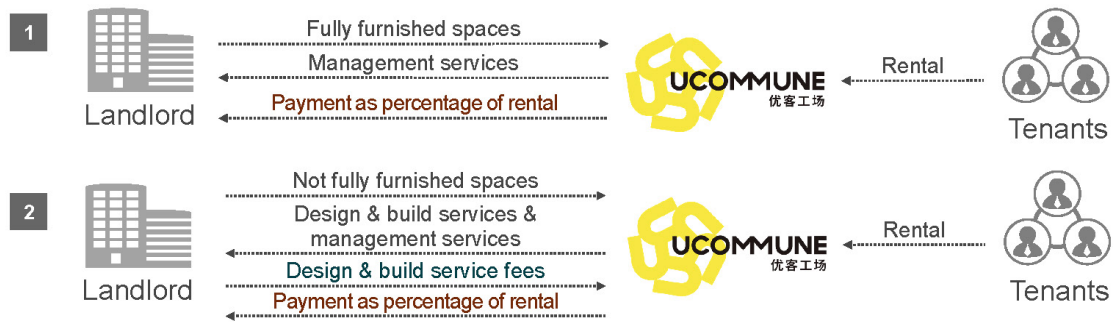 1
Fully furnished spaces
Management services
Payment as percentage of rental
Landlord
UCOMMUNE
优客工场
Rental
Tenants
2
Not fully furnished spaces
Design & build services &
management services
Design & build service fees
Payment as percentage of rental
Landlord
UCOMMUNE
优客工场
Rental
Tenants